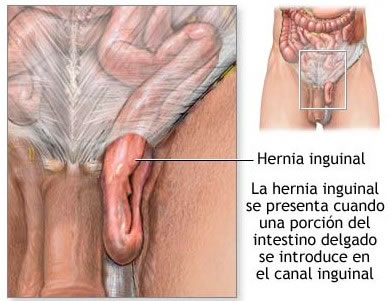 Hernia inguinal
La hernia inguinal
se presenta cuando
una porción del
intestino delgado
se introduce en
el canal inguinal